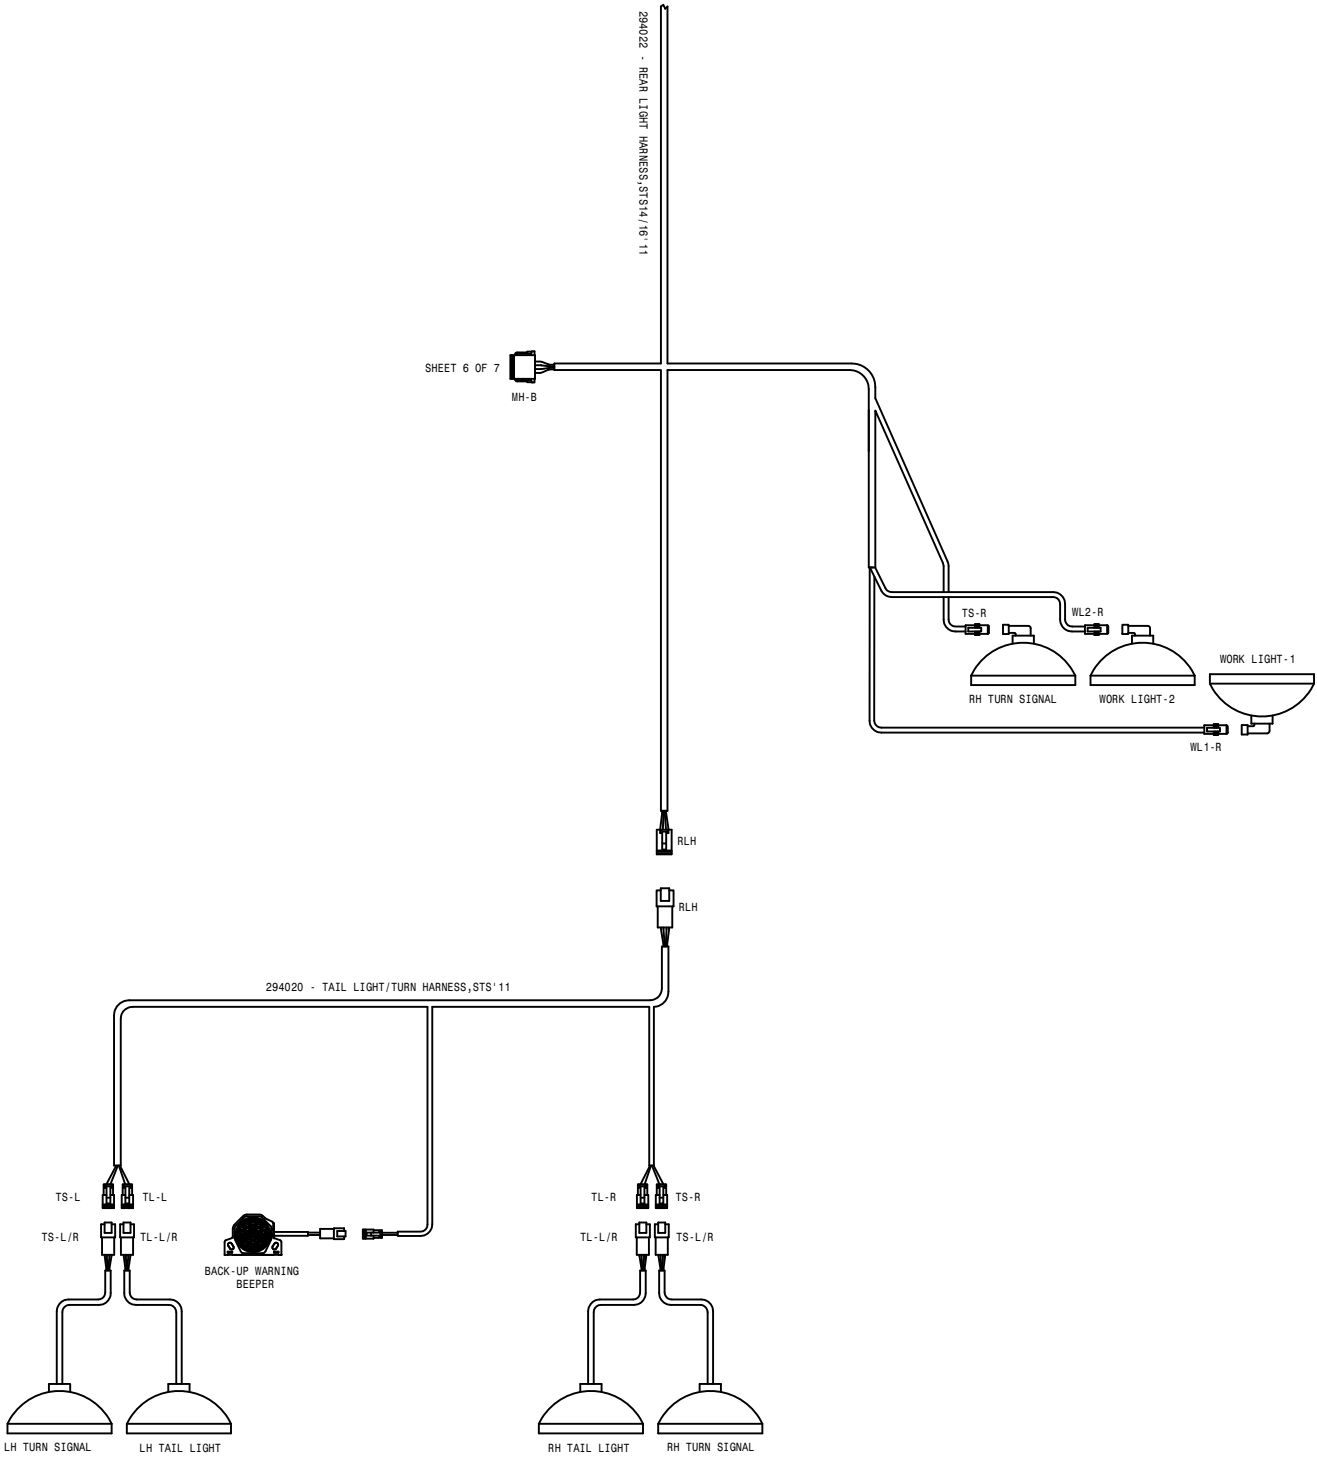 294022 - REAR LIGHT HARNESS,STS14/16'11
SHEET 6 OF 7
MH-B
TS-R
WL2-R
WORK LIGHT-1
RH TURN SIGNAL
WORK LIGHT-2
WL1-R
RLH
RLH
294020 - TAIL LIGHT/TURN HARNESS,STS'11
TS-L
TL-L
TL-R
TS-R
TS-L/R
TL-L/R
TL-L/R
TS-L/R
BACK-UP WARNING
BEEPER
LH TURN SIGNAL
LH TAIL LIGHT
RH TAIL LIGHT
RH TURN SIGNAL